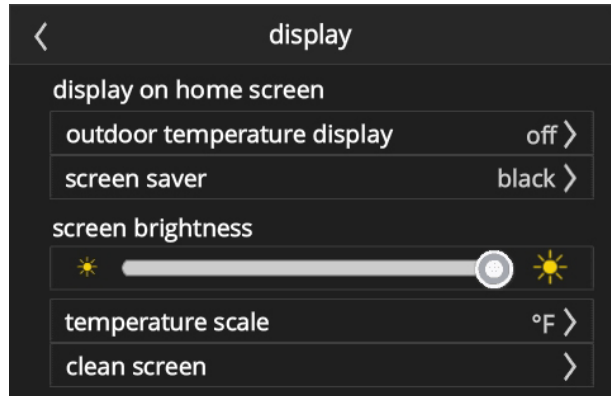 display
display on home screen
outdoor temperature display off
screen saver black
screen brightness
temperature scale °F
clean screen